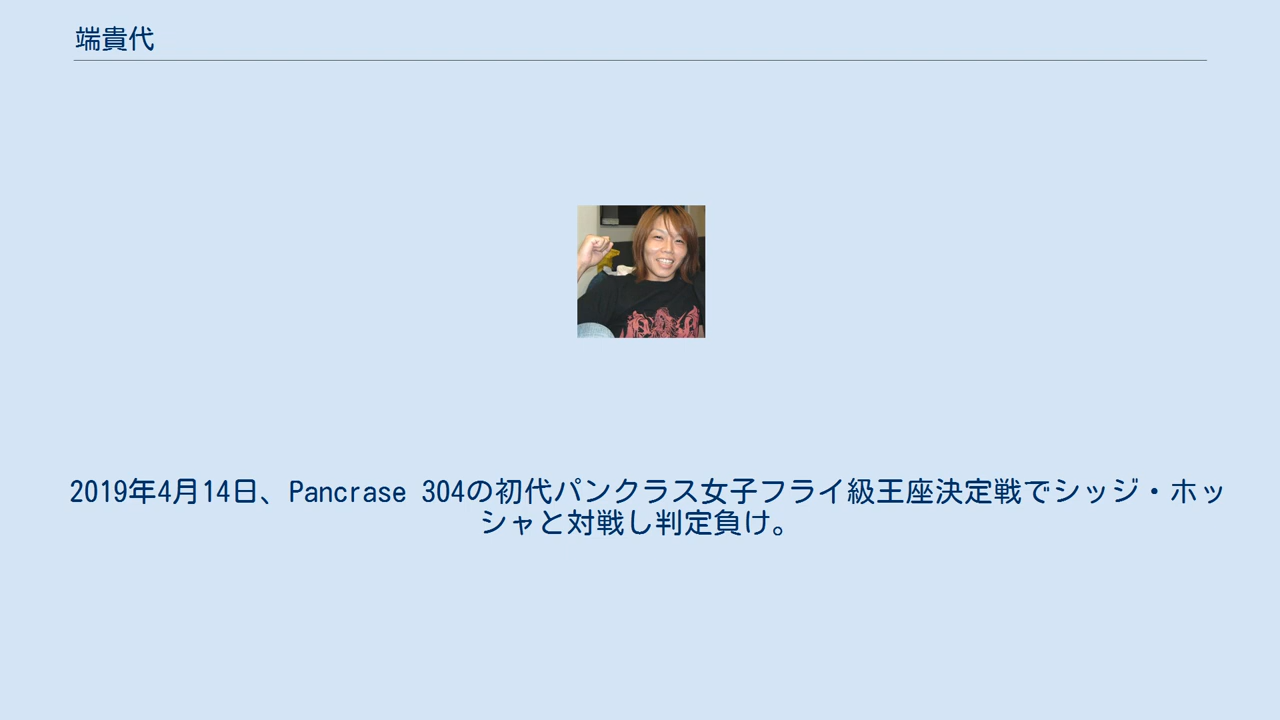 端貴代
2019年4月14日、Pancrase 304の初代パンクラス女子フライ級王座決定戦でシッジ・ホッ
シャと対戦し判定負け。